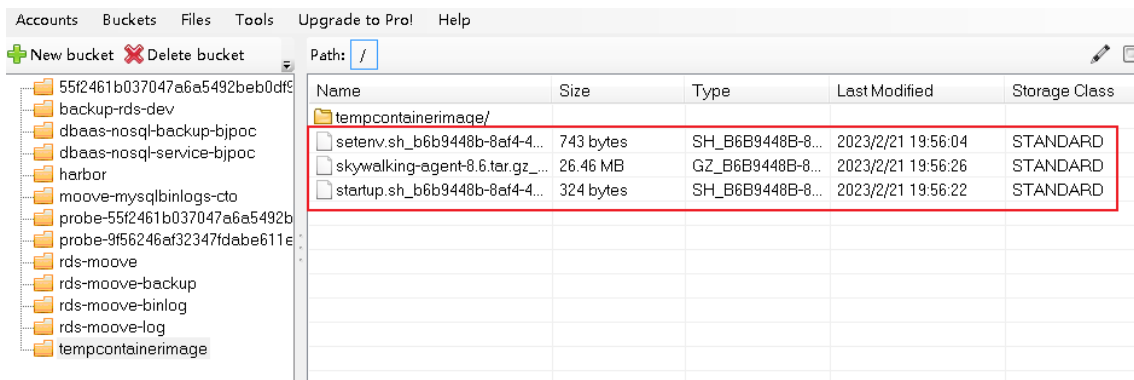 Accounts Buckets Files Tools Upgrade to Pro! Help
New bucket Delete bucket Path: /
55f2461b037047a6a5492beb0df9
backup-rds-dev
dbaas-nosql-backup-bjpoc
dbaas-nosql-service-bjpoc
harbor
moove-mysqlbinlogs-cto
probe-55f2461b037047a6a5492b
probe-9f56246af32347fdabe611e
rds-moove
rds-moove-backup
rds-moove-binlog
rds-moove-log
tempcontainerimage
Name Size Type Last Modified Storage Class
tempcontainerimage/
setenv.sh_b6b9448b-8af4-4... 743 bytes SH_B6B9448B-8... 2023/2/21 19:56:04 STANDARD
skywalking-agent-8.6.tar.gz_... 26.46 MB GZ_B6B9448B-8... 2023/2/21 19:56:26 STANDARD
startup.sh_b6b9448b-8af4-4... 324 bytes SH_B6B9448B-8... 2023/2/21 19:56:22 STANDARD